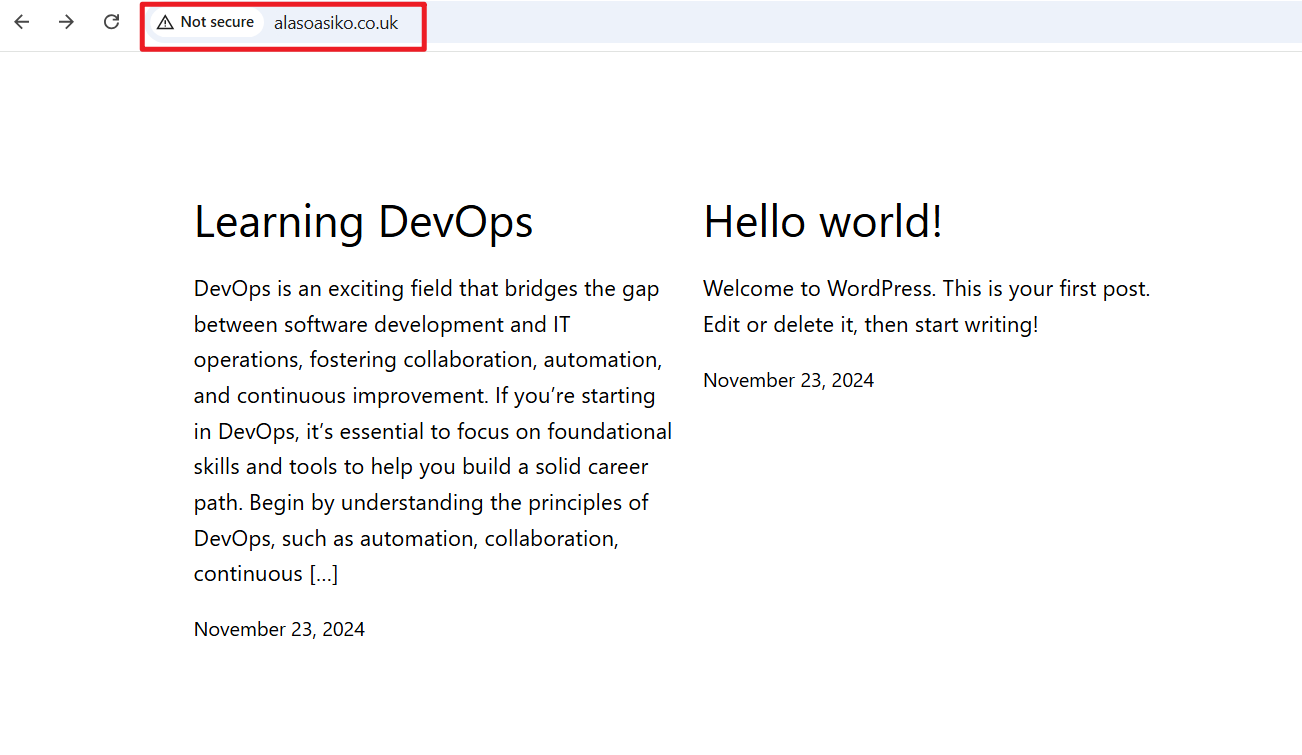 Not secure alasoasiko.co.uk
Learning DevOps
DevOps is an exciting field that bridges the gap
between software development and IT
operations, fostering collaboration, automation,
and continuous improvement. If you’re starting
in DevOps, it’s essential to focus on foundational
skills and tools to help you build a solid career
path. Begin by understanding the principles of
DevOps, such as automation, collaboration,
continuous […]
November 23, 2024
Hello world!
Welcome to WordPress. This is your first post.
Edit or delete it, then start writing!
November 23, 2024